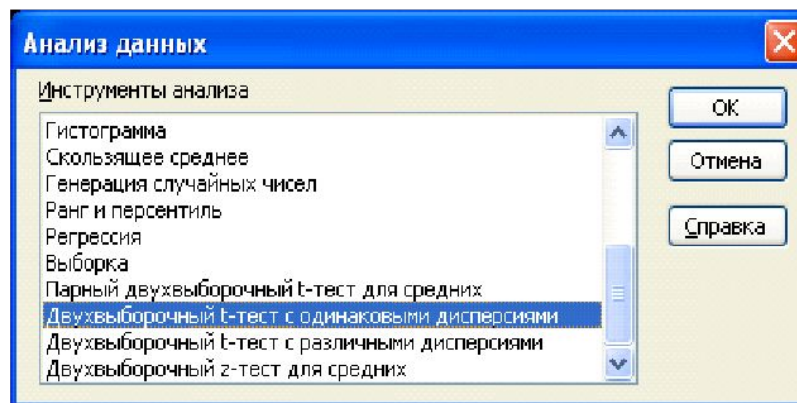 Анализ данных
Инструменты анализа
Гистограмма
Скользящее среднее
Генерация случайных чисел
Ранг и персентиль
Регрессия
Выборка
Парный двухвыборочный t-тест для средних
Двухвыборочный t-тест с одинаковыми дисперсиями
Двухвыборочный t-тест с различными дисперсиями
Двухвыборочный z-тест для средних
ОК
Отмена
Справка